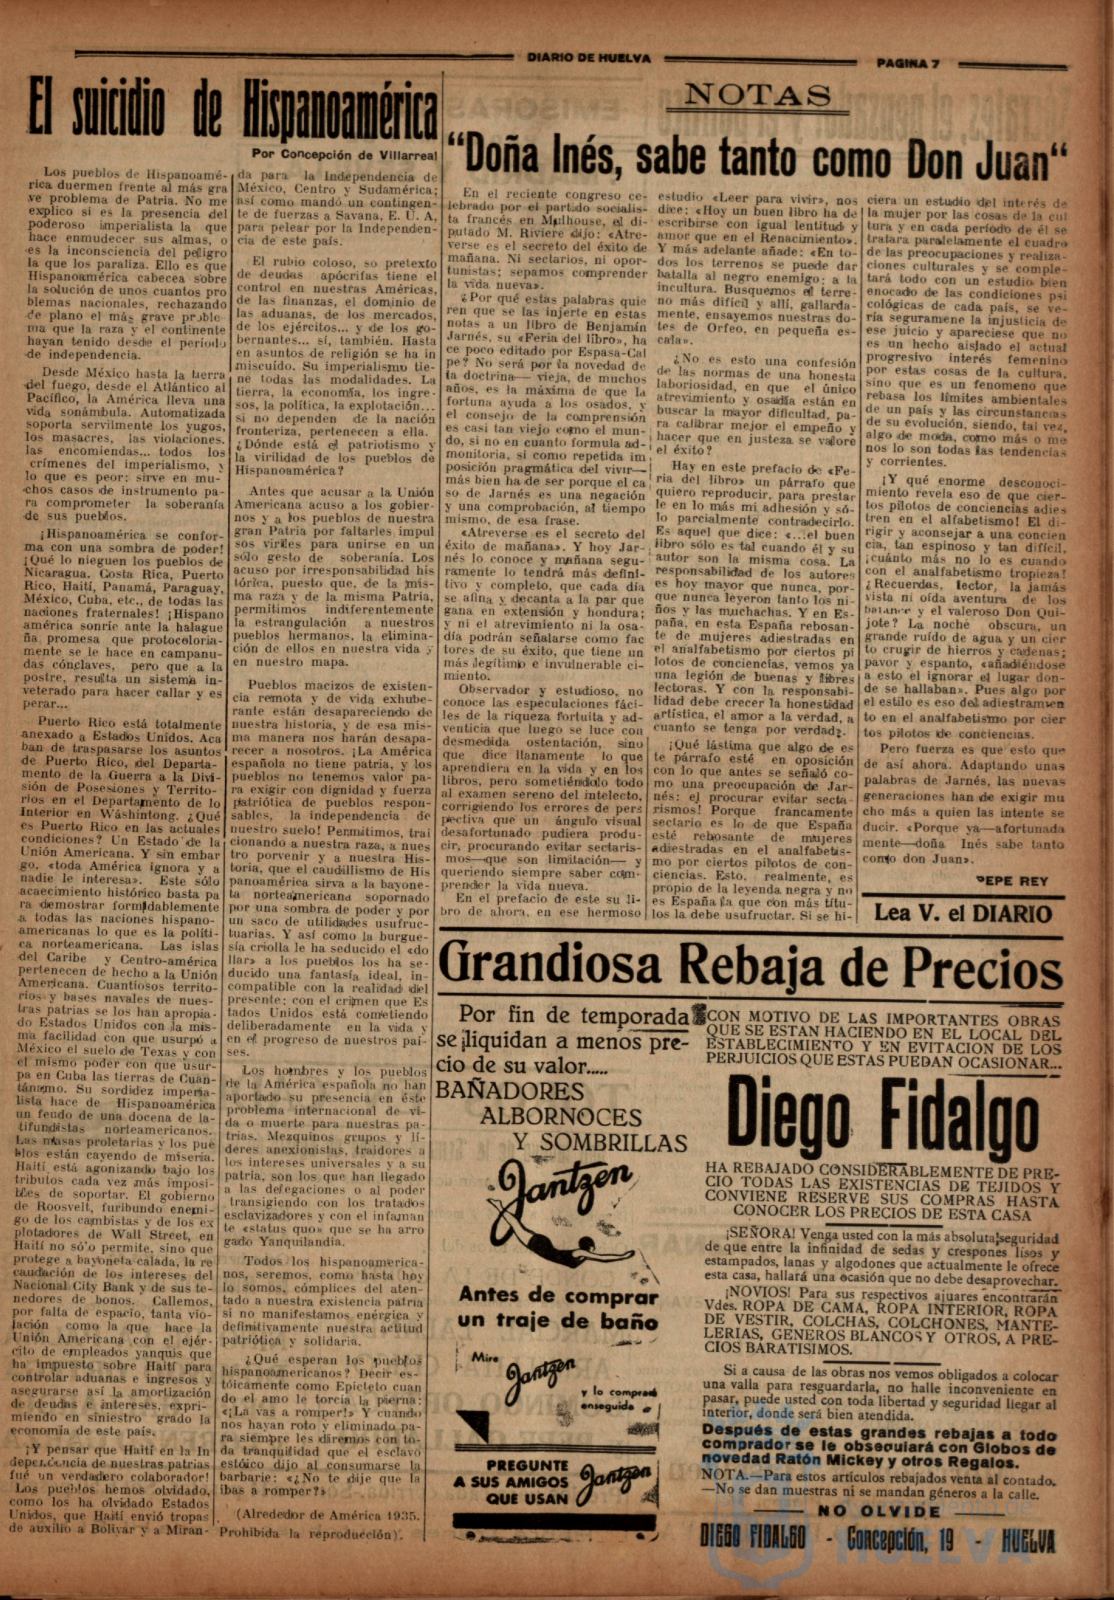 DIARIO DE HUELVA
PAGINA 7
El suicidio de Hispanoamérica
Por Concepción de Villarreal
Los pueblos de Hispanoamé-
rica duermen frente al más gra
ve problema de Patria. No me
explico si es la presencia del
poderoso imperialista la que
hace enmudecer sus almas, o
es la inconsciencia del peligro
la que los paraliza. Ello es que
Hispanoamérica cabecea sobre
la solución de unos cuantos pro
blemas nacionales, rechazando
de plano el más grave proble-
ma que la raza y el continente
hayan tenido desde el período
de independencia.
Desde México hasta la tierra
del fuego, desde el Atlántico al
Pacífico, la América lleva una
vida sonámbula. Automatizada
soporta servilmente los yugos,
los masacres, las violaciones,
las encomiendas... todos los
crímenes del imperialismo, y
lo que es peor: sirve en mu-
chos casos de instrumento pa-
ra comprometer la soberanía
de sus pueblos.
¡Hispanoamérica se confor-
ma con una sombra de poder!
¡Qué lo nieguen los pueblos de
Nicaragua, Costa Rica, Puerto
Rico, Haití, Panamá, Paraguay,
México, Cuba, etc., de todas las
naciones fraternales! ¡Hispano
américa sonríe ante la halague
ña promesa que protocoloria-
mente se le hace en campanu-
das cónclaves, pero que a la
postre, resulta un sistema in-
veterado para hacer callar y es
perar...
Puerto Rico está totalmente
anexado a Estados Unidos. Aca
ban de traspasarse los asuntos
de Puerto Rico, del Departa-
mento de la Guerra a la Divi-
sión de Posesiones y Territo-
rios en el Departamento de lo
Interior en Wáshintong. ¿Qué
es Puerto Rico en las actuales
condiciones? Un Estado de la
Unión Americana. Y sin embar
go, «toda América ignora y a
nadie le interesa». Este sólo
acaecimiento histórico basta pa
ra demostrar formidablemente
a todas las naciones hispano-
americanas lo que es la políti-
ca norteamericana. Las islas
del Caribe y Centro-américa
pertenecen de hecho a la Unión
Americana. Cuantiosos territo-
rios y bases navales de nues-
tras patrias se los han apropia-
do Estados Unidos con la mis-
ma facilidad con que usurpó a
México el suelo de Texas y con
el mismo poder con que usur-
pa en Cuba las tierras de Cuan-
tánamo. Su sordidez imperia-
lista hace de Hispanoamérica
un feudo de una docena de la-
tifundistas norteamericanos.
Las masas proletarias y los pue
blos están cayendo de miseria.
Haití está agonizando bajo los
tributos cada vez más imposi-
bles de soportar. El gobierno
de Roosvelt, furibundo enemi-
go de los cambistas y de los ex
plotadores de Wall Street, en
Haití no sólo permite, sino que
protege a bayoneta calada, la re
caudación de los intereses del
National City Bank y de sus te-
nedores de bonos. Callemos,
por falta de espacio, tanta vio-
lación como la que hace la
Unión Americana con el ejér-
cito de empleados yanquis que
ha impuesto sobre Haití para
controlar aduanas e ingresos y
asegurarse así la amortización
de deudas e intereses, expri-
miendo en siniestro grado la
economía de este país.
¡Y pensar que Haití en la In
dependencia de nuestras patrias
fué un verdadero colaborador!
Los pueblos hemos olvidado,
como los ha olvidado Estados
Unidos, que Haití envió tropas
de auxilio a Bolívar y a Miran-
da para la Independencia de
México, Centro y Sudamérica;
así como mandó un contingen-
te de fuerzas a Savana, E. U. A,
para pelear por la Independen-
cia de este país.
El rubio coloso, so pretexto
de deudas apócrifas tiene el
control en nuestras Américas,
de las finanzas, el dominio de
las aduanas, de los mercados,
de los ejércitos... y de los go-
bernantes... sí, también. Hasta
en asuntos de religión se ha in
miscuído. Su imperialismo tie-
ne todas las modalidades. La
tierra, la economía, los ingre-
sos, la política, la explotación...
si no dependen de la nación
fronteriza, pertenecen a ella.
¿Dónde está el patriotismo y
la virilidad de los pueblos de
Hispanoamérica?
Antes que acusar a la Unión
Americana acuso a los gobier-
nos y a los pueblos de nuestra
gran Patria por faltarles impul
sos viriles para unirse en un
sólo gesto de soberanía. Los
acuso por irresponsabilidad his
tórica, puesto que, de la mis-
ma raza y de la misma Patria,
permitimos indiferentemente
la estrangulación a nuestros
pueblos hermanos, la elimina-
ción de ellos en nuestra vida y
en nuestro mapa.
Pueblos macizos de existen-
cia remota y de vida exhube-
rante están desapareciendo de
nuestra historia, y de esa mis-
ma manera nos harán desapa-
recer a nosotros. ¡La América
española no tiene patria, y los
pueblos no tenemos valor pa-
ra exigir con dignidad y fuerza
patriótica de pueblos respon-
sables, la independencia de
nuestro suelo! Permitimos, trai
cionando a nuestra raza, a nues
tro porvenir y a nuestra His-
toria, que el caudillismo de His
panoamérica sirva a la bayone-
ta norteamericana sopornado
por una sombra de poder y por
un saco de utilidades usufruc-
tuarias. Y así como la burgue-
sía criolla le ha seducido el «do
llar» a los pueblos los ha se-
ducido una fantasía ideal, in-
compatible con la realidad del
presente; con el crimen que Es
tados Unidos está cometiendo
deliberadamente en la vida y
en el progreso de nuestros paí-
ses.
Los hombres y los pueblos
de la América española no han
aportado su presencia en éste
problema internacional de vi-
da o muerte para nuestras pa-
trias. Mezquinos grupos y lí-
deres anexionistas, traidores a
los intereses universales y a su
patria, son los que han llegado
a las delegaciones o al poder
transigiendo con los tratados
esclavizadores y con el infaman
te «status quo» que se ha arro
gado Yanquilandia.
Todos los hispanoamerica-
nos, seremos, como hasta hoy
lo somos, cómplices del aten-
tado a nuestra existencia patria
si no manifestamos enérgica y
definitivamente nuestra actitud
patriótica y solidaria.
¿Qué esperan los pueblos
hispanoamericanos? Decir es-
tóicamente como Epicteto cuan
do el amo le torcía la pierna:
«¡La vas a romper!» Y cuando
nos hayan roto y eliminado pa
ra siempre les diremos con to-
da tranquilidad que el esclavo
estóico dijo al consumarse la
barbarie: «¿No te dije que la
ibas a romper?»
(Alrededor de América 1935.
Prohibida la reproducción).
NOTAS
“Doña Inés, sabe tanto como Don Juan“
En el reciente congreso ce-
lebrado por el partido socialis-
ta francés en Mulhouse, el di-
putado M. Riviere dijo: «Atre-
verse es el secreto del éxito de
mañana. Ni sectarios, ni opor-
tunistas; sepamos comprender
la vida nueva».
¿Por qué estas palabras quie
ren que se las injerte en estas
notas a un libro de Benjamín
Jarnés, su «Feria del libro», ha
ce poco editado por Espasa-Cal
pe? No será por la novedad de
la doctrina— vieja, de muchos
años, es la máxima de que la
fortuna ayuda a los osados, y
el consejo de la comprensión
es casi tan viejo como el mun-
do, si no en cuanto formula ad-
monitoria, si como repetida im
posición pragmática del vivir—
más bien ha de ser porque el ca
so de Jarnés es una negación
y una comprobación, al tiempo
mismo, de esa frase.
«Atreverse es el secreto del
éxito de mañana». Y hoy Jar-
nés lo conoce y mañana segu-
ramente lo tendrá más defini-
tivo y completo, que cada día
se afina y decanta a la par que
gana en extensión y hondura;
y ni el atrevimiento ni la osa-
día podrán señalarse como fac
tores de su éxito, que tiene un
más legítimo e invulnerable ci-
miento.
Observador y estudioso, no
conoce las especulaciones fáci-
les de la riqueza fortuita y ad-
venticia que luego se luce con
desmedida ostentación, sino
que dice llanamente lo que
aprendiera en la vida y en los
libros, pero sometiéndolo todo
al examen sereno del intelecto,
corrigiendo los errores de pers
pectiva que un ángulo visual
desafortunado pudiera produ-
cir, procurando evitar sectaris-
mos—que son limitación— y
queriendo siempre saber com-
prender la vida nueva.
En el prefacio de este su li-
bro de ahora, en ese hermoso
estudio «Leer para vivir», nos
dice: «Hoy un buen libro ha de
escribirse con igual lentitud y
amor que en el Renacimiento».
Y más adelante añade: «En to-
dos los terrenos se puede dar
batalla al negro enemigo: a la
incultura. Busquemos el terre-
no más difícil y allí, gallarda-
mente, ensayemos nuestras do-
tes de Orfeo, en pequeña es-
cala».
¿No es esto una confesión
de las normas de una honesta
laboriosidad, en que el único
atrevimiento y osadía están en
buscar la mayor dificultad, pa-
ra calibrar mejor el empeño y
hacer que en justeza se valore
el éxito?
Hay en este prefacio de «Fe-
ria del libro» un párrafo que
quiero reproducir, para prestar
le en lo más mi adhesión y só-
lo parcialmente contradecirlo.
Es aquel que dice: «...el buen
libro sólo es tal cuando él y su
autor son la misma cosa. La
responsabilidad de los autores
es hoy mayor que nunca, por-
que nunca leyeron tanto los ni-
ños y las muchachas. Y en Es-
paña, en esta España rebosan-
te de mujeres adiestradas en
el analfabetismo por ciertos pi
lotos de conciencias, vemos ya
una legión de buenas y libres
lectoras. Y con la responsabi-
lidad debe crecer la honestidad
artística, el amor a la verdad, a
cuanto se tenga por verdad».
¡Qué lástima que algo de es
te párrafo esté en oposición
con lo que antes se señaló co-
mo una preocupación de Jar-
nés: el procurar evitar secta-
rismos! Porque francamente
sectario es lo de que España
esté rebosante de mujeres
adiestradas en el analfabetis-
mo por ciertos pilotos de con-
ciencias. Esto, realmente, es
propio de la leyenda negra y no
es España la que con más títu-
los la debe usufructar. Si se hi-
ciera un estudio del interés de
la mujer por las cosas de la cul
tura y en cada período de él se
tratara paralelamente el cuadro
de las preocupaciones y realiza-
ciones culturales y se comple-
tará todo con un estudio bien
enocado de las condiciones psi
cológicas de cada país, se ve-
ría seguramente la injusticia de
ese juicio y apareciese que no
es un hecho aislado el actual
progresivo interés femenino
por estas cosas de la cultura,
sino que es un fenomeno que
rebasa los límites ambientales
de un país y las circunstancias
de su evolución, siendo, tal vez,
algo de moda, como más o me
nos lo son todas las tendencias
y corrientes.
¡Y qué enorme desconoci-
miento revela eso de que cier-
tos pilotos de conciencias adies
tren en el alfabetismo! El di-
rigir y aconsejar a una concien
cia, tan espinoso y tan difícil,
¡cuánto más no lo es cuando
con el analfabetismo tropieza!
¿Recuerdas, lector, la jamás
vista ni oída aventura de los
balance y el valeroso Don Qui-
jote? La noche obscura, un
grande ruído de agua y un cier
to crugir de hierros y cadenas;
pavor y espanto, «añadiéndose
a esto el ignorar el lugar don-
de se hallaban». Pues algo por
el estilo es eso del adiestramien
to en el analfabetismo por cier
tos pilotos de conciencias.
Pero fuerza es que esto que
de así ahora. Adaptando unas
palabras de Jarnés, las nuevas
generaciones han de exigir mu
cho más a quien las intente se
ducir. «Porque ya—afortunada
mente—doña Inés sabe tanto
como don Juan».
PEPE REY
Lea V. el DIARIO
Grandiosa Rebaja de Precios
Por fin de temporada
se liquidan a menos pre-
cio de su valor.....
BAÑADORES
ALBORNOCES
Y SOMBRILLAS
Jantzen
Antes de comprar
un traje de baño
Mire
Jantzen
y lo comprará
enseguida
PREGUNTE
A SUS AMIGOS
QUE USAN
Jantzen
CON MOTIVO DE LAS IMPORTANTES OBRAS
QUE SE ESTAN HACIENDO EN EL LOCAL DEL
ESTABLECIMIENTO Y EN EVITACION DE LOS
PERJUICIOS QUE ESTAS PUEDAN OCASIONAR...
Diego Fidalgo
HA REBAJADO CONSIDERABLEMENTE DE PRE-
CIO TODAS LAS EXISTENCIAS DE TEJIDOS Y
CONVIENE RESERVE SUS COMPRAS HASTA
CONOCER LOS PRECIOS DE ESTA CASA
¡SEÑORA! Venga usted con la más absoluta seguridad
de que entre la infinidad de sedas y crespones lisos y
estampados, lanas y algodones que actualmente le ofrece
esta casa, hallará una ocasión que no debe desaprovechar.
¡NOVIOS! Para sus respectivos ajuares encontrarán
Vdes. ROPA DE CAMA, ROPA INTERIOR, ROPA
DE VESTIR, COLCHAS, COLCHONES, MANTE-
LERIAS, GENEROS BLANCOS Y OTROS, A PRE-
CIOS BARATISIMOS.
Si a causa de las obras nos vemos obligados a colocar
una valla para resguardarla, no halle inconveniente en
pasar, puede usted con toda libertad y seguridad llegar al
interior, donde será bien atendida.
Después de estas grandes rebajas a todo
comprador se le obsequiará con Globos de
novedad Ratón Mickey y otros Regalos.
NOTA.—Para estos artículos rebajados venta al contado.
—No se dan muestras ni se mandan géneros a la calle.
NO OLVIDE
DIEGO FIDALGO - Concepción, 19 - HUELVA